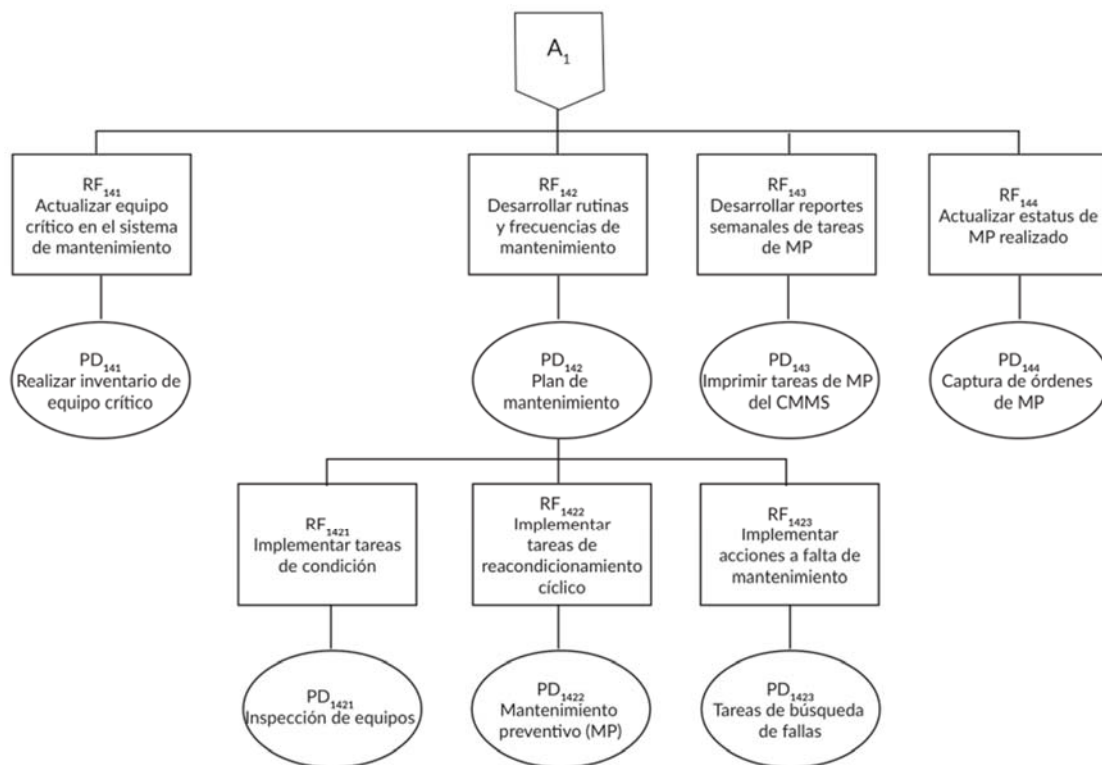 A₁
RF₁₄₁
Actualizar equipo
crítico en el sistema
de mantenimiento
RF₁₄₂
Desarrollar rutinas
y frecuencias de
mantenimiento
RF₁₄₃
Desarrollar reportes
semanales de tareas
de MP
RF₁₄₄
Actualizar estatus de
MP realizado
PD₁₄₁
Realizar inventario de
equipo crítico
PD₁₄₂
Plan de
mantenimiento
PD₁₄₃
Imprimir tareas de MP
del CMMS
PD₁₄₄
Captura de órdenes
de MP
RF₁₄₂₁
Implementar tareas
de condición
RF₁₄₂₂
Implementar
tareas de
reacondicionamiento
cíclico
RF₁₄₂₃
Implementar
acciones a falta de
mantenimiento
PD₁₄₂₁
Inspección de equipos
PD₁₄₂₂
Mantenimiento
preventivo (MP)
PD₁₄₂₃
Tareas de búsqueda
de fallas